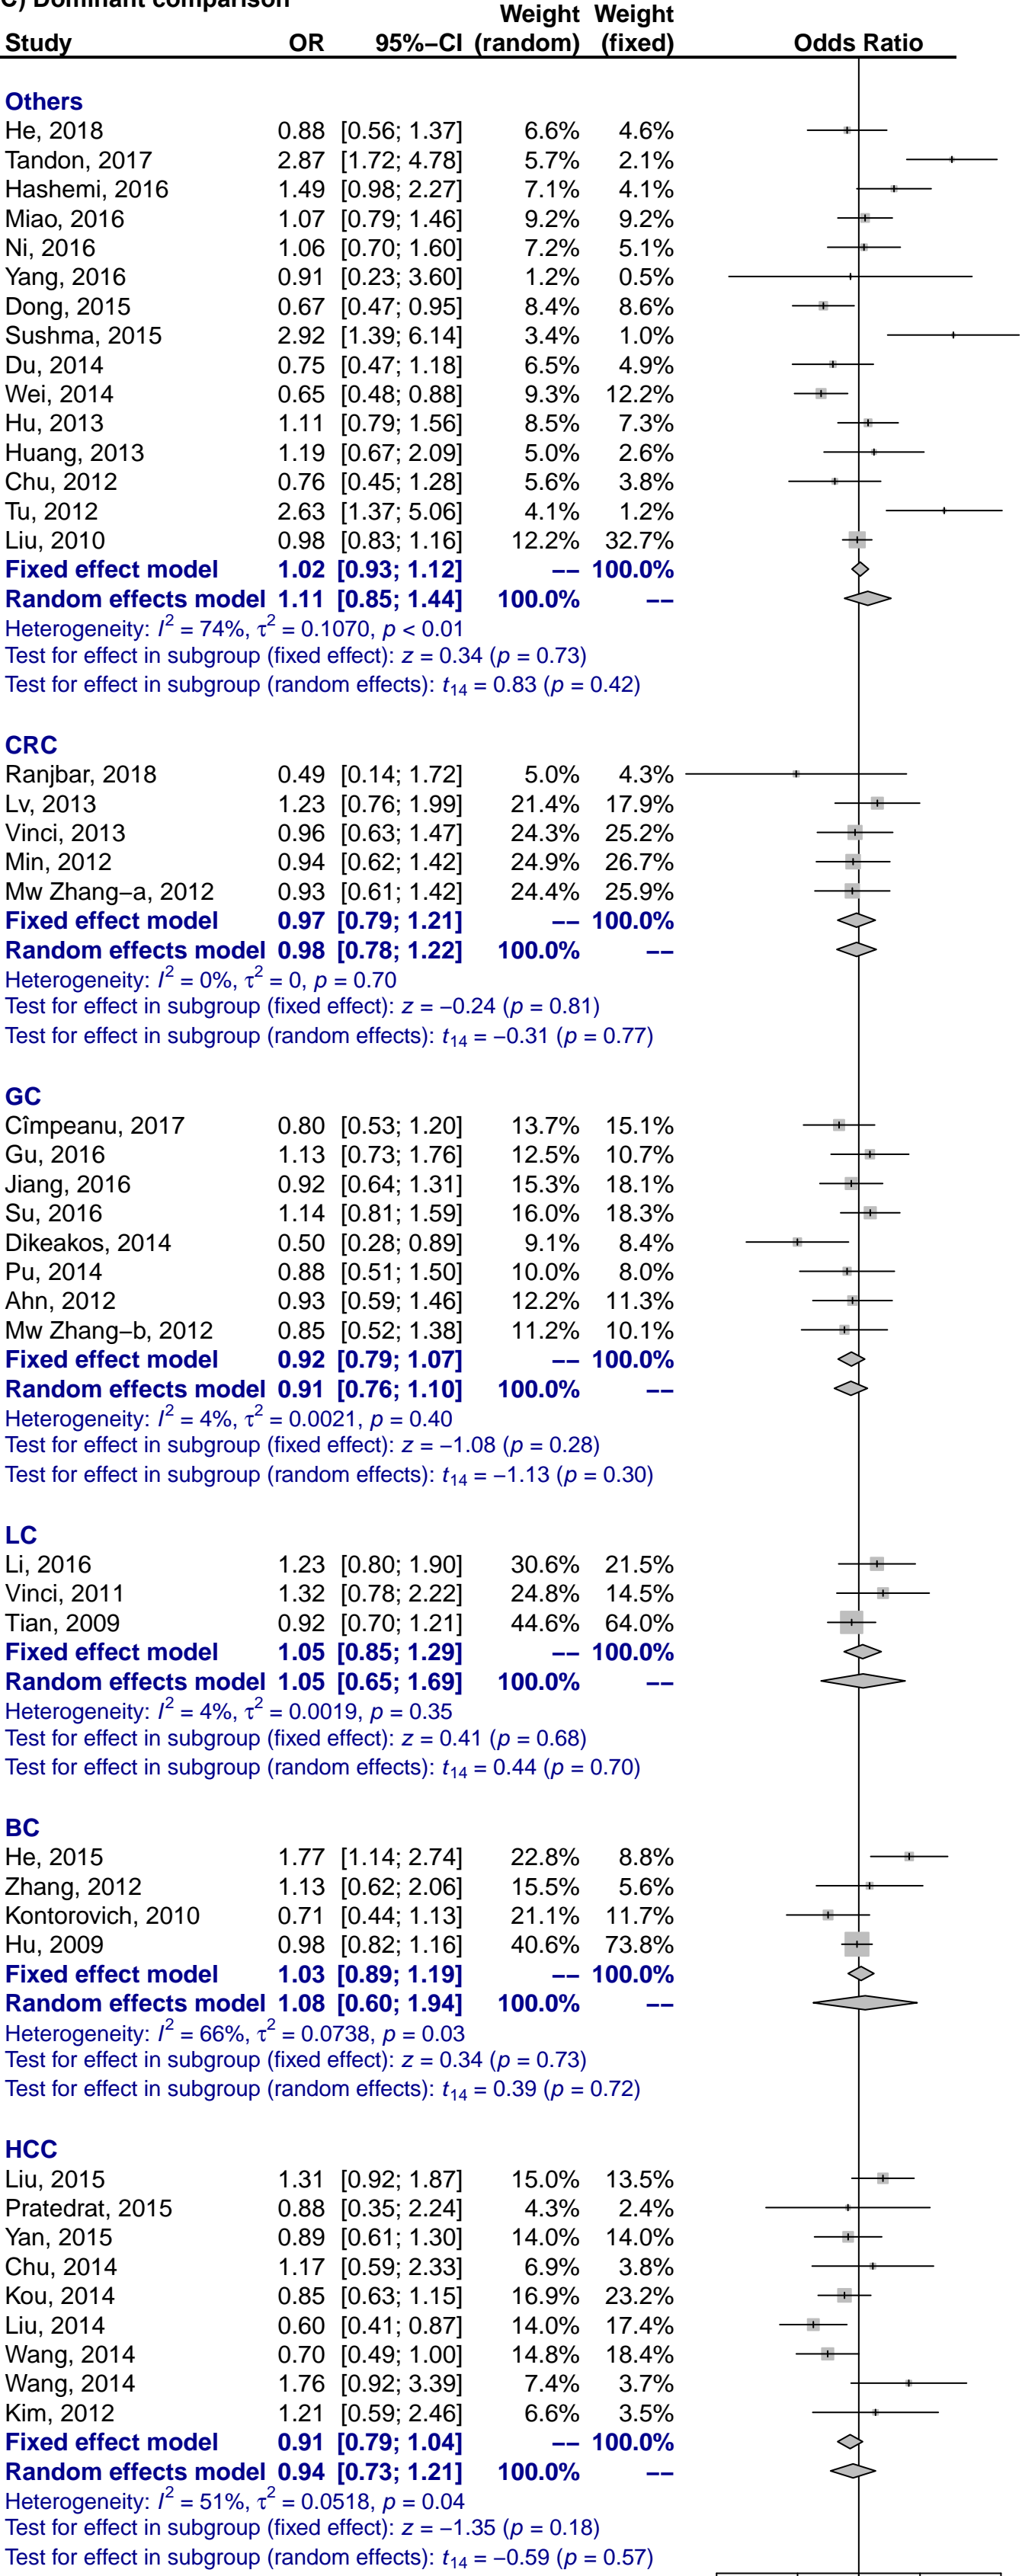 C) Dominant comparison
Weight Weight
Study OR 95%−CI (random) (fixed) Odds Ratio
Others
He, 2018 0.88 [0.56; 1.37] 6.6% 4.6%
Tandon, 2017 2.87 [1.72; 4.78] 5.7% 2.1%
Hashemi, 2016 1.49 [0.98; 2.27] 7.1% 4.1%
Miao, 2016 1.07 [0.79; 1.46] 9.2% 9.2%
Ni, 2016 1.06 [0.70; 1.60] 7.2% 5.1%
Yang, 2016 0.91 [0.23; 3.60] 1.2% 0.5%
Dong, 2015 0.67 [0.47; 0.95] 8.4% 8.6%
Sushma, 2015 2.92 [1.39; 6.14] 3.4% 1.0%
Du, 2014 0.75 [0.47; 1.18] 6.5% 4.9%
Wei, 2014 0.65 [0.48; 0.88] 9.3% 12.2%
Hu, 2013 1.11 [0.79; 1.56] 8.5% 7.3%
Huang, 2013 1.19 [0.67; 2.09] 5.0% 2.6%
Chu, 2012 0.76 [0.45; 1.28] 5.6% 3.8%
Tu, 2012 2.63 [1.37; 5.06] 4.1% 1.2%
Liu, 2010 0.98 [0.83; 1.16] 12.2% 32.7%
Fixed effect model 1.02 [0.93; 1.12] −− 100.0%
Random effects model 1.11 [0.85; 1.44] 100.0% −−
Heterogeneity: I² = 74%, τ² = 0.1070, p < 0.01
Test for effect in subgroup (fixed effect): z = 0.34 (p = 0.73)
Test for effect in subgroup (random effects): t₁₄ = 0.83 (p = 0.42)
CRC
Ranjbar, 2018 0.49 [0.14; 1.72] 5.0% 4.3%
Lv, 2013 1.23 [0.76; 1.99] 21.4% 17.9%
Vinci, 2013 0.96 [0.63; 1.47] 24.3% 25.2%
Min, 2012 0.94 [0.62; 1.42] 24.9% 26.7%
Mw Zhang−a, 2012 0.93 [0.61; 1.42] 24.4% 25.9%
Fixed effect model 0.97 [0.79; 1.21] −− 100.0%
Random effects model 0.98 [0.78; 1.22] 100.0% −−
Heterogeneity: I² = 0%, τ² = 0, p = 0.70
Test for effect in subgroup (fixed effect): z = −0.24 (p = 0.81)
Test for effect in subgroup (random effects): t₁₄ = −0.31 (p = 0.77)
GC
Cîmpeanu, 2017 0.80 [0.53; 1.20] 13.7% 15.1%
Gu, 2016 1.13 [0.73; 1.76] 12.5% 10.7%
Jiang, 2016 0.92 [0.64; 1.31] 15.3% 18.1%
Su, 2016 1.14 [0.81; 1.59] 16.0% 18.3%
Dikeakos, 2014 0.50 [0.28; 0.89] 9.1% 8.4%
Pu, 2014 0.88 [0.51; 1.50] 10.0% 8.0%
Ahn, 2012 0.93 [0.59; 1.46] 12.2% 11.3%
Mw Zhang−b, 2012 0.85 [0.52; 1.38] 11.2% 10.1%
Fixed effect model 0.92 [0.79; 1.07] −− 100.0%
Random effects model 0.91 [0.76; 1.10] 100.0% −−
Heterogeneity: I² = 4%, τ² = 0.0021, p = 0.40
Test for effect in subgroup (fixed effect): z = −1.08 (p = 0.28)
Test for effect in subgroup (random effects): t₁₄ = −1.13 (p = 0.30)
LC
Li, 2016 1.23 [0.80; 1.90] 30.6% 21.5%
Vinci, 2011 1.32 [0.78; 2.22] 24.8% 14.5%
Tian, 2009 0.92 [0.70; 1.21] 44.6% 64.0%
Fixed effect model 1.05 [0.85; 1.29] −− 100.0%
Random effects model 1.05 [0.65; 1.69] 100.0% −−
Heterogeneity: I² = 4%, τ² = 0.0019, p = 0.35
Test for effect in subgroup (fixed effect): z = 0.41 (p = 0.68)
Test for effect in subgroup (random effects): t₁₄ = 0.44 (p = 0.70)
BC
He, 2015 1.77 [1.14; 2.74] 22.8% 8.8%
Zhang, 2012 1.13 [0.62; 2.06] 15.5% 5.6%
Kontorovich, 2010 0.71 [0.44; 1.13] 21.1% 11.7%
Hu, 2009 0.98 [0.82; 1.16] 40.6% 73.8%
Fixed effect model 1.03 [0.89; 1.19] −− 100.0%
Random effects model 1.08 [0.60; 1.94] 100.0% −−
Heterogeneity: I² = 66%, τ² = 0.0738, p = 0.03
Test for effect in subgroup (fixed effect): z = 0.34 (p = 0.73)
Test for effect in subgroup (random effects): t₁₄ = 0.39 (p = 0.72)
HCC
Liu, 2015 1.31 [0.92; 1.87] 15.0% 13.5%
Pratedrat, 2015 0.88 [0.35; 2.24] 4.3% 2.4%
Yan, 2015 0.89 [0.61; 1.30] 14.0% 14.0%
Chu, 2014 1.17 [0.59; 2.33] 6.9% 3.8%
Kou, 2014 0.85 [0.63; 1.15] 16.9% 23.2%
Liu, 2014 0.60 [0.41; 0.87] 14.0% 17.4%
Wang, 2014 0.70 [0.49; 1.00] 14.8% 18.4%
Wang, 2014 1.76 [0.92; 3.39] 7.4% 3.7%
Kim, 2012 1.21 [0.59; 2.46] 6.6% 3.5%
Fixed effect model 0.91 [0.79; 1.04] −− 100.0%
Random effects model 0.94 [0.73; 1.21] 100.0% −−
Heterogeneity: I² = 51%, τ² = 0.0518, p = 0.04
Test for effect in subgroup (fixed effect): z = −1.35 (p = 0.18)
Test for effect in subgroup (random effects): t₁₄ = −0.59 (p = 0.57)